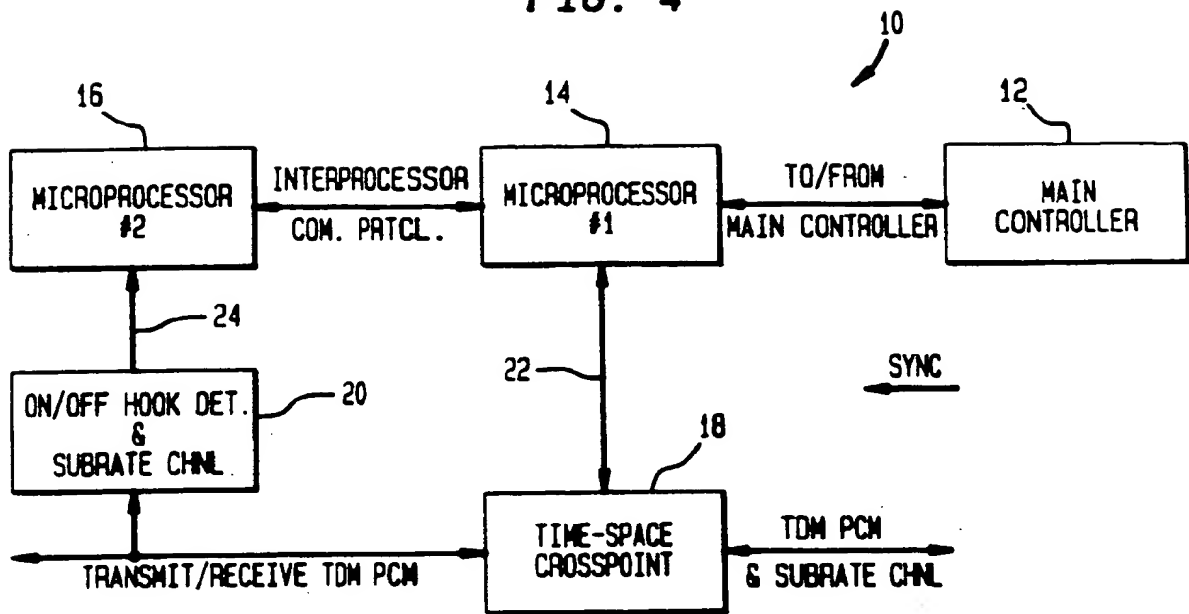 FIG. 4
10
16
14
12
MICROPROCESSOR
#2
INTERPROCESSOR
COM. PRTCL.
MICROPROCESSOR
#1
TO/FROM
MAIN CONTROLLER
MAIN
CONTROLLER
24
22
SYNC
ON/OFF HOOK DET.
&
SUBRATE CHNL.
20
18
TRANSMIT/RECEIVE TDM PCM
TIME-SPACE
CROSSPOINT
TDM PCM
& SUBRATE CHNL